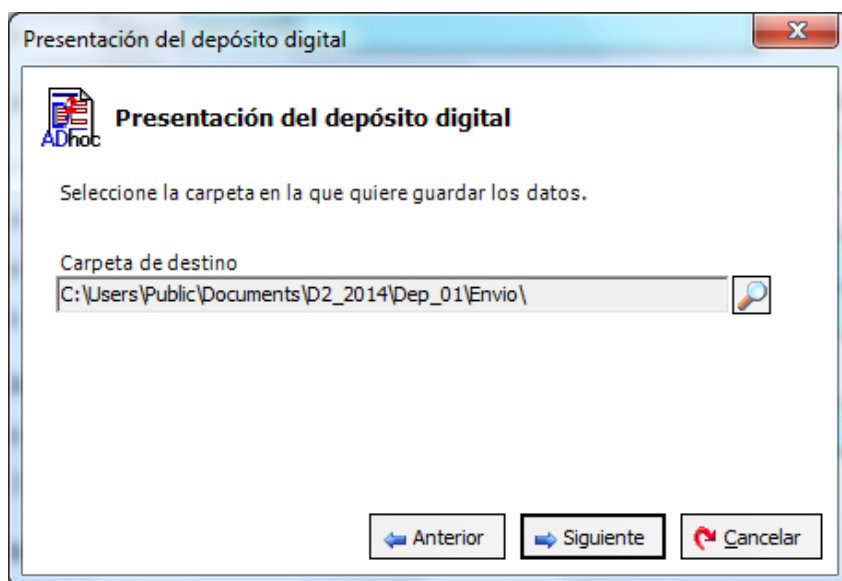 Presentación del depósito digital
X
ADhoc
Presentación del depósito digital
Seleccione la carpeta en la que quiere guardar los datos.
Carpeta de destino
C:\Users\Public\Documents\D2_2014\Dep_01\Envio\
Anterior
Siguiente
Cancelar